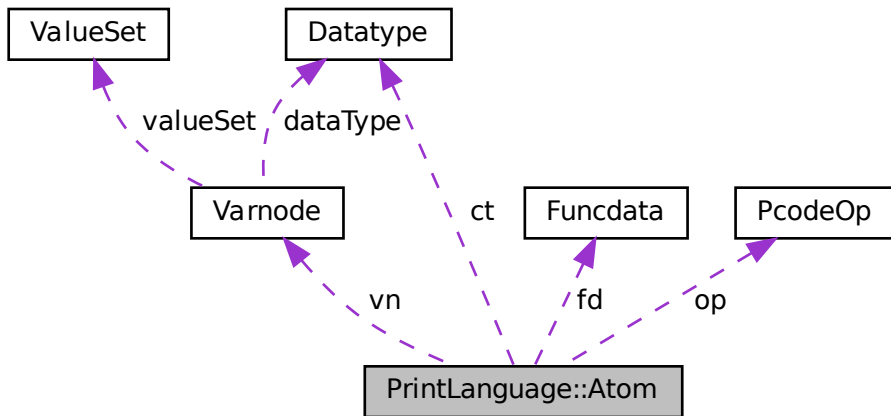 ValueSet
Datatype
valueSet
dataType
Varnode
ct
Funcdata
PcodeOp
vn
fd
op
PrintLanguage::Atom